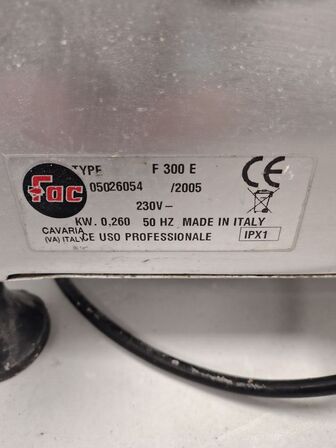 TYPE F 300 E
fac
05026054 /2005
230V~
KW. 0,260 50 HZ MADE IN ITALY
CAVARIA
(VA) ITALY
CE USO PROFESSIONALE
IPX1
CE